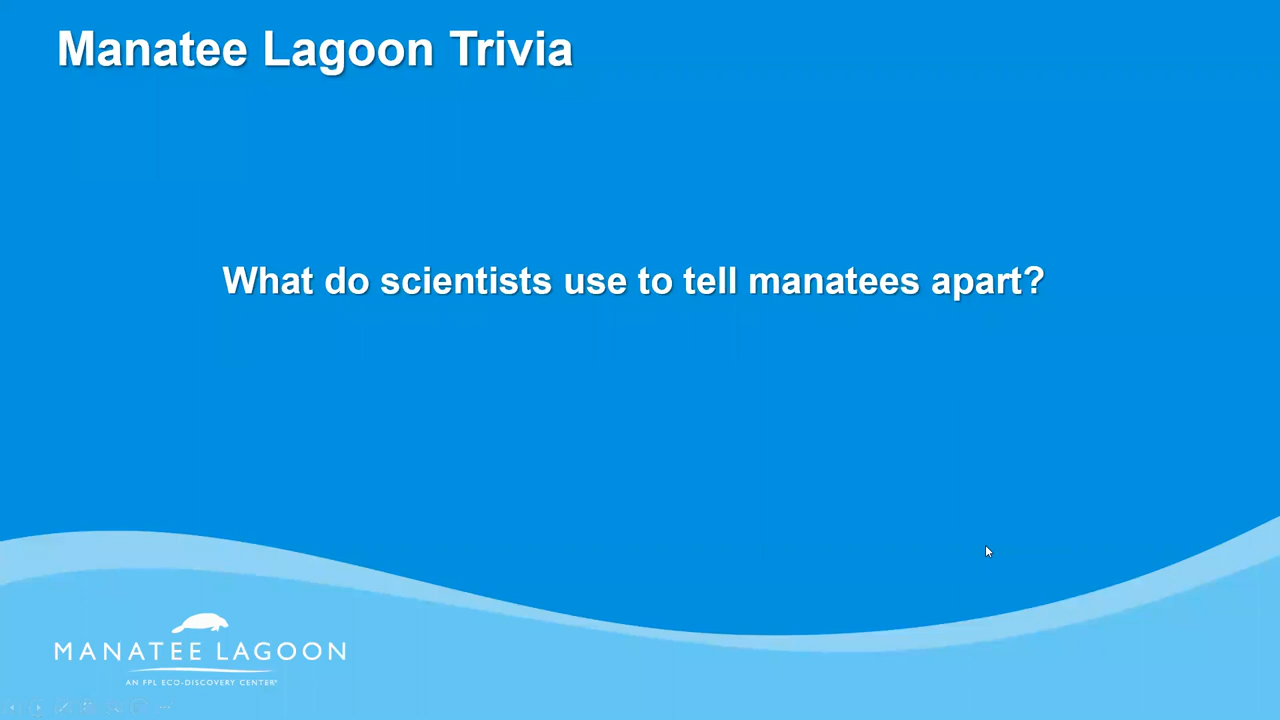 Manatee Lagoon Trivia
What do scientists use to tell manatees apart?
MANATEE LAGOON
AN FPL ECO-DISCOVERY CENTER®